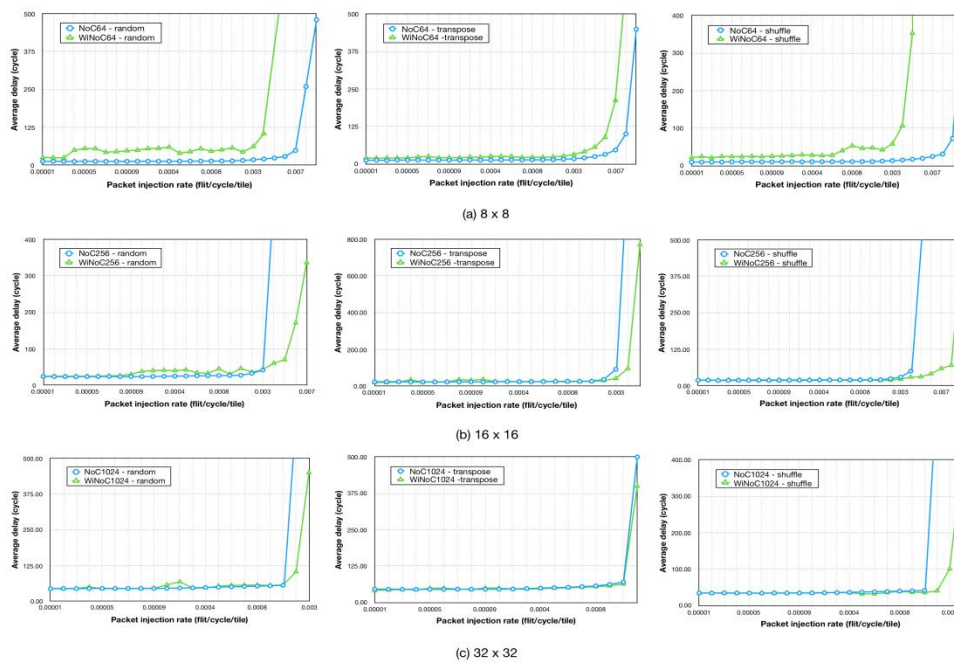 500
375
250
125
0
Average delay (cycle)
NoC64 - random
WiNoC64 - random
0.00001 0.00005 0.00009 0.0004 0.0008 0.003 0.007
Packet injection rate (flit/cycle/tile)
500
375
250
125
0
Average delay (cycle)
NoC64 - transpose
WiNoC64 -transpose
0.00001 0.00005 0.00009 0.0004 0.0008 0.003 0.007
Packet injection rate (flit/cycle/tile)
400
300
200
100
0
Average delay (cycle)
NoC64 - shuffle
WiNoC64 - shuffle
0.00001 0.00005 0.00009 0.0004 0.0008 0.003 0.007
Packet injection rate (flit/cycle/tile)
(a) 8 x 8
400
300
200
100
0
Average delay (cycle)
NoC256 - random
WiNoC256 - random
0.00001 0.00005 0.00009 0.0004 0.0008 0.003 0.007
Packet injection rate (flit/cycle/tile)
800.00
600.00
400.00
200.00
0.00
Average delay (cycle)
NoC256 - transpose
WiNoC256 -transpose
0.00001 0.00005 0.00009 0.0004 0.0008 0.003
Packet injection rate (flit/cycle/tile)
500.00
375.00
250.00
125.00
0.00
Average delay (cycle)
NoC256 - shuffle
WiNoC256 - shuffle
0.00001 0.00005 0.00009 0.0004 0.0008 0.003 0.007
Packet injection rate (flit/cycle/tile)
(b) 16 x 16
500.00
375.00
250.00
125.00
0.00
Average delay (cycle)
NoC1024 - random
WiNoC1024 - random
0.00001 0.00005 0.00009 0.0004 0.0008 0.003
Packet injection rate (flit/cycle/tile)
500.00
375.00
250.00
125.00
0.00
Average delay (cycle)
NoC1024 - transpose
WiNoC1024 -transpose
0.00001 0.00005 0.00009 0.0004 0.0008
Packet injection rate (flit/cycle/tile)
400.00
300.00
200.00
100.00
0.00
Average delay (cycle)
NoC1024 - shuffle
WiNoC1024 - shuffle
0.00001 0.00005 0.00009 0.0004 0.0008
Packet injection rate (flit/cycle/tile)
(c) 32 x 32